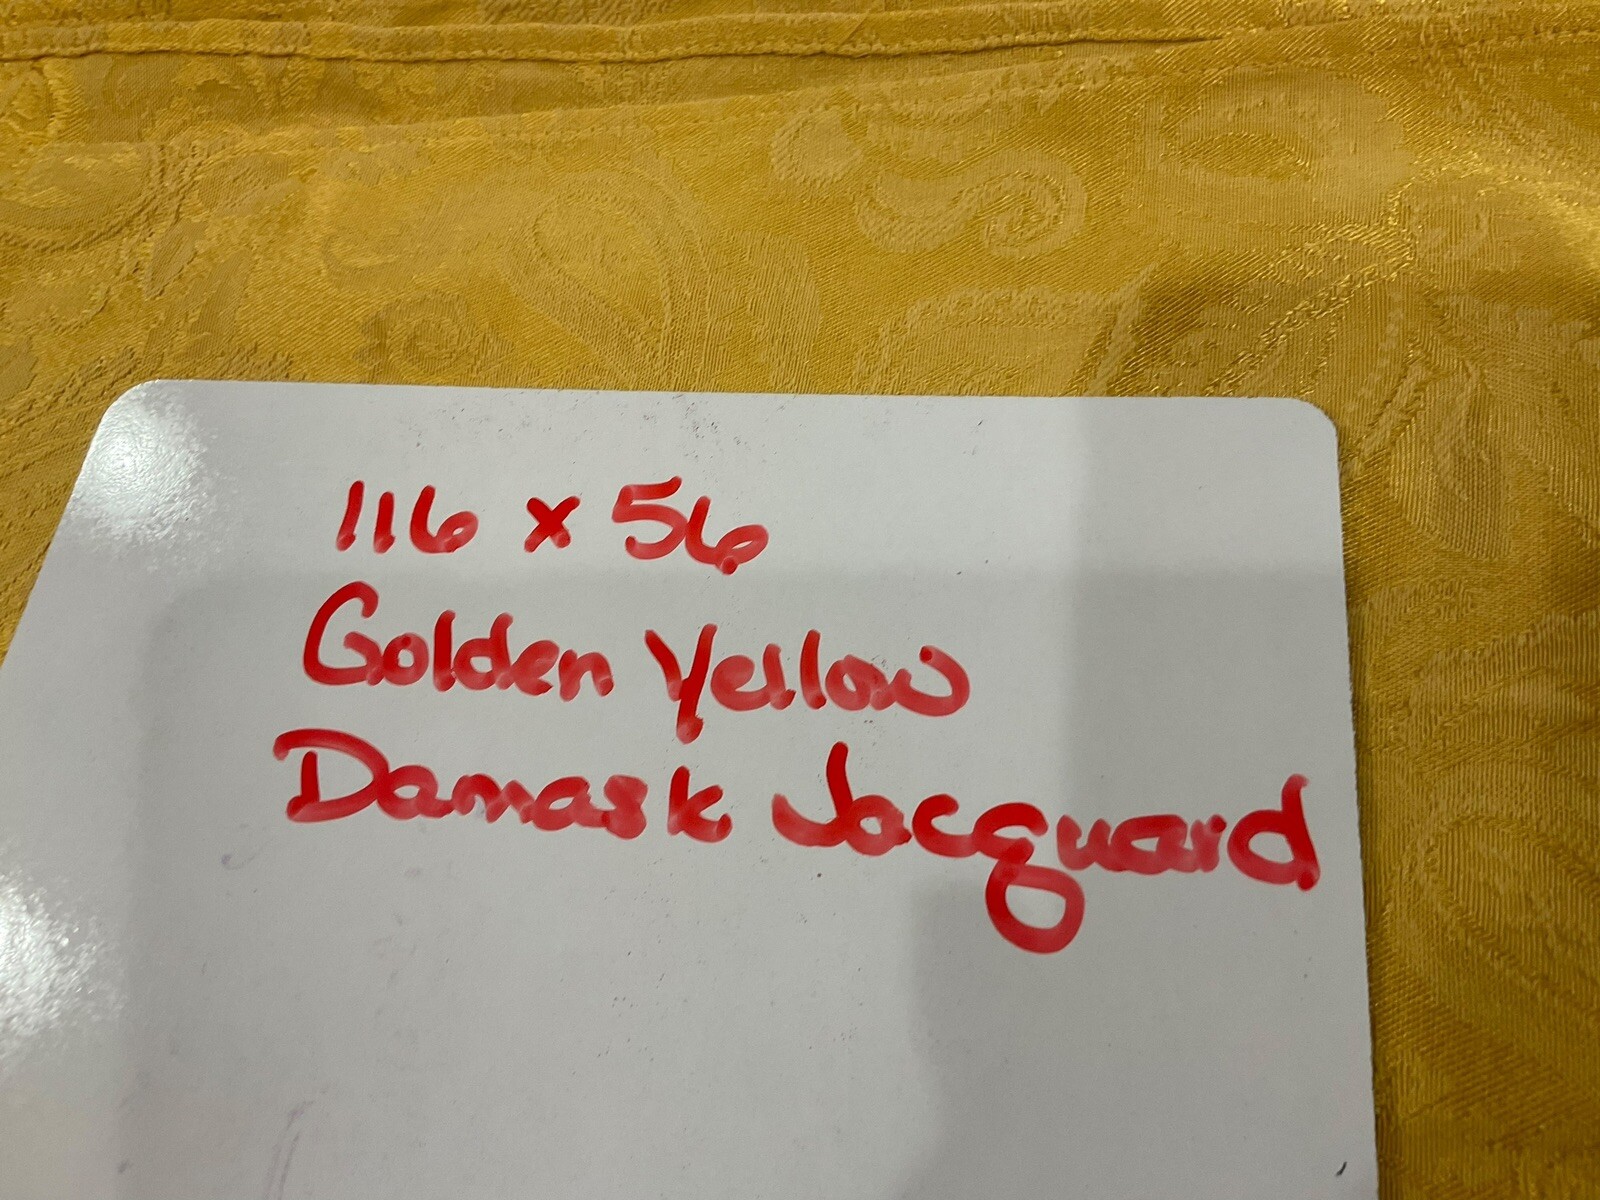 116 x 56
Golden Yellow
Damask Jacquard